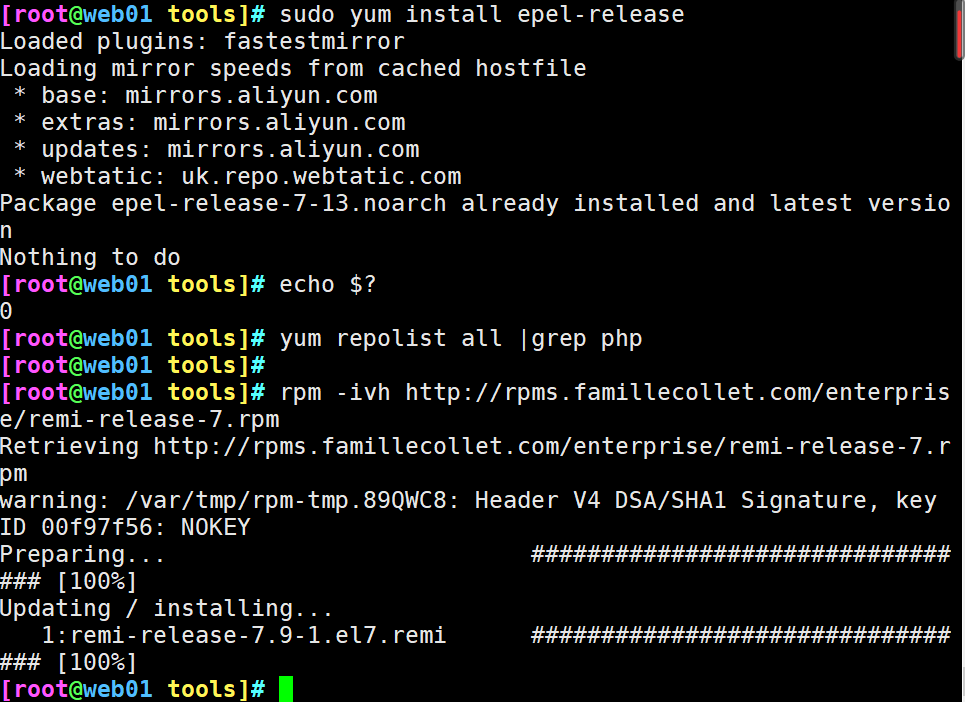 [root@web01 tools]# sudo yum install epel-release
Loaded plugins: fastestmirror
Loading mirror speeds from cached hostfile
 * base: mirrors.aliyun.com
 * extras: mirrors.aliyun.com
 * updates: mirrors.aliyun.com
 * webtatic: uk.repo.webtatic.com
Package epel-release-7-13.noarch already installed and latest versio
n
Nothing to do
[root@web01 tools]# echo $?
0
[root@web01 tools]# yum repolist all |grep php
[root@web01 tools]#
[root@web01 tools]# rpm -ivh http://rpms.famillecollet.com/enterpris
e/remi-release-7.rpm
Retrieving http://rpms.famillecollet.com/enterprise/remi-release-7.r
pm
warning: /var/tmp/rpm-tmp.89QWC8: Header V4 DSA/SHA1 Signature, key
ID 00f97f56: NOKEY
Preparing...                          ##############################
### [100%]
Updating / installing...
   1:remi-release-7.9-1.el7.remi      ##############################
### [100%]
[root@web01 tools]#